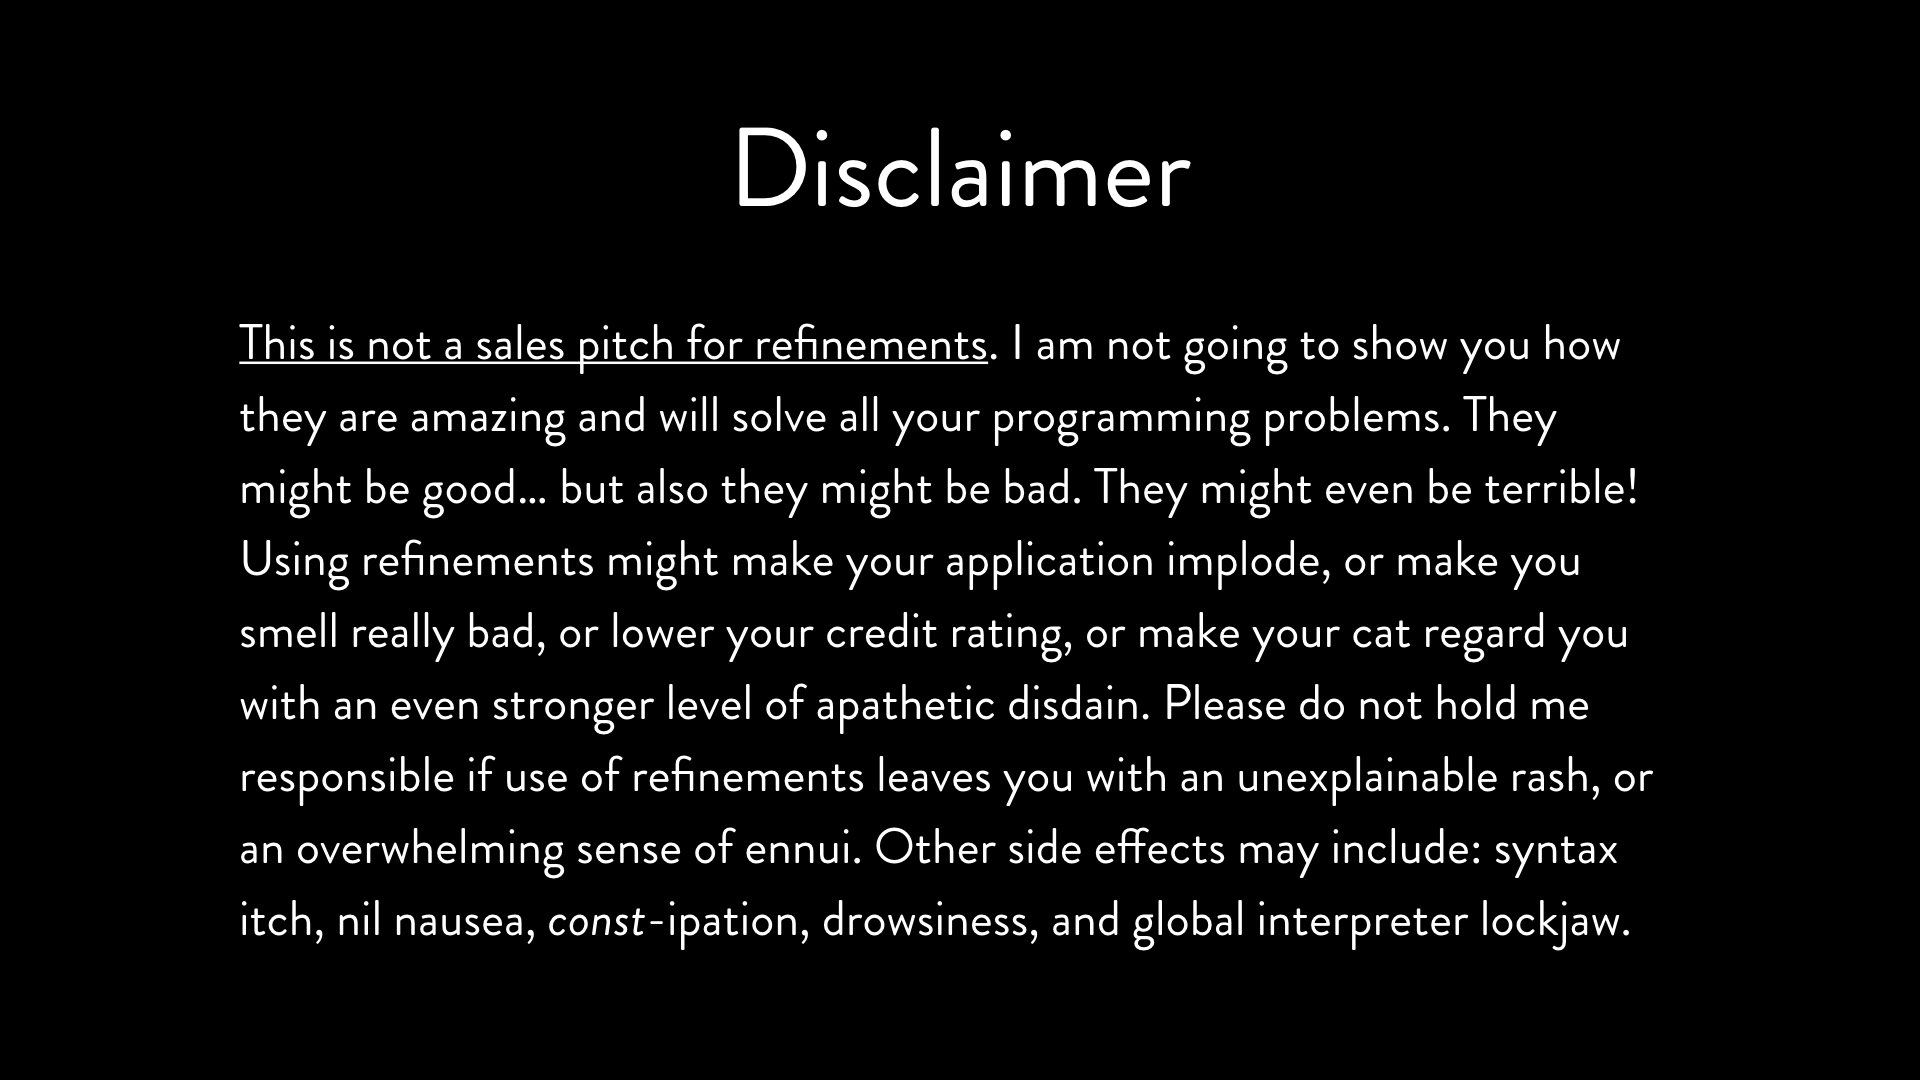 Disclaimer
This is not a sales pitch for refinements. I am not going to show you how
they are amazing and will solve all your programming problems. They
might be good... but also they might be bad. They might even be terrible!
Using refinements might make your application implode, or make you
smell really bad, or lower your credit rating, or make your cat regard you
with an even stronger level of apathetic disdain. Please do not hold me
responsible if use of refinements leaves you with an unexplainable rash, or
an overwhelming sense of ennui. Other side effects may include: syntax
itch, nil nausea, const-ipation, drowsiness, and global interpreter lockjaw.